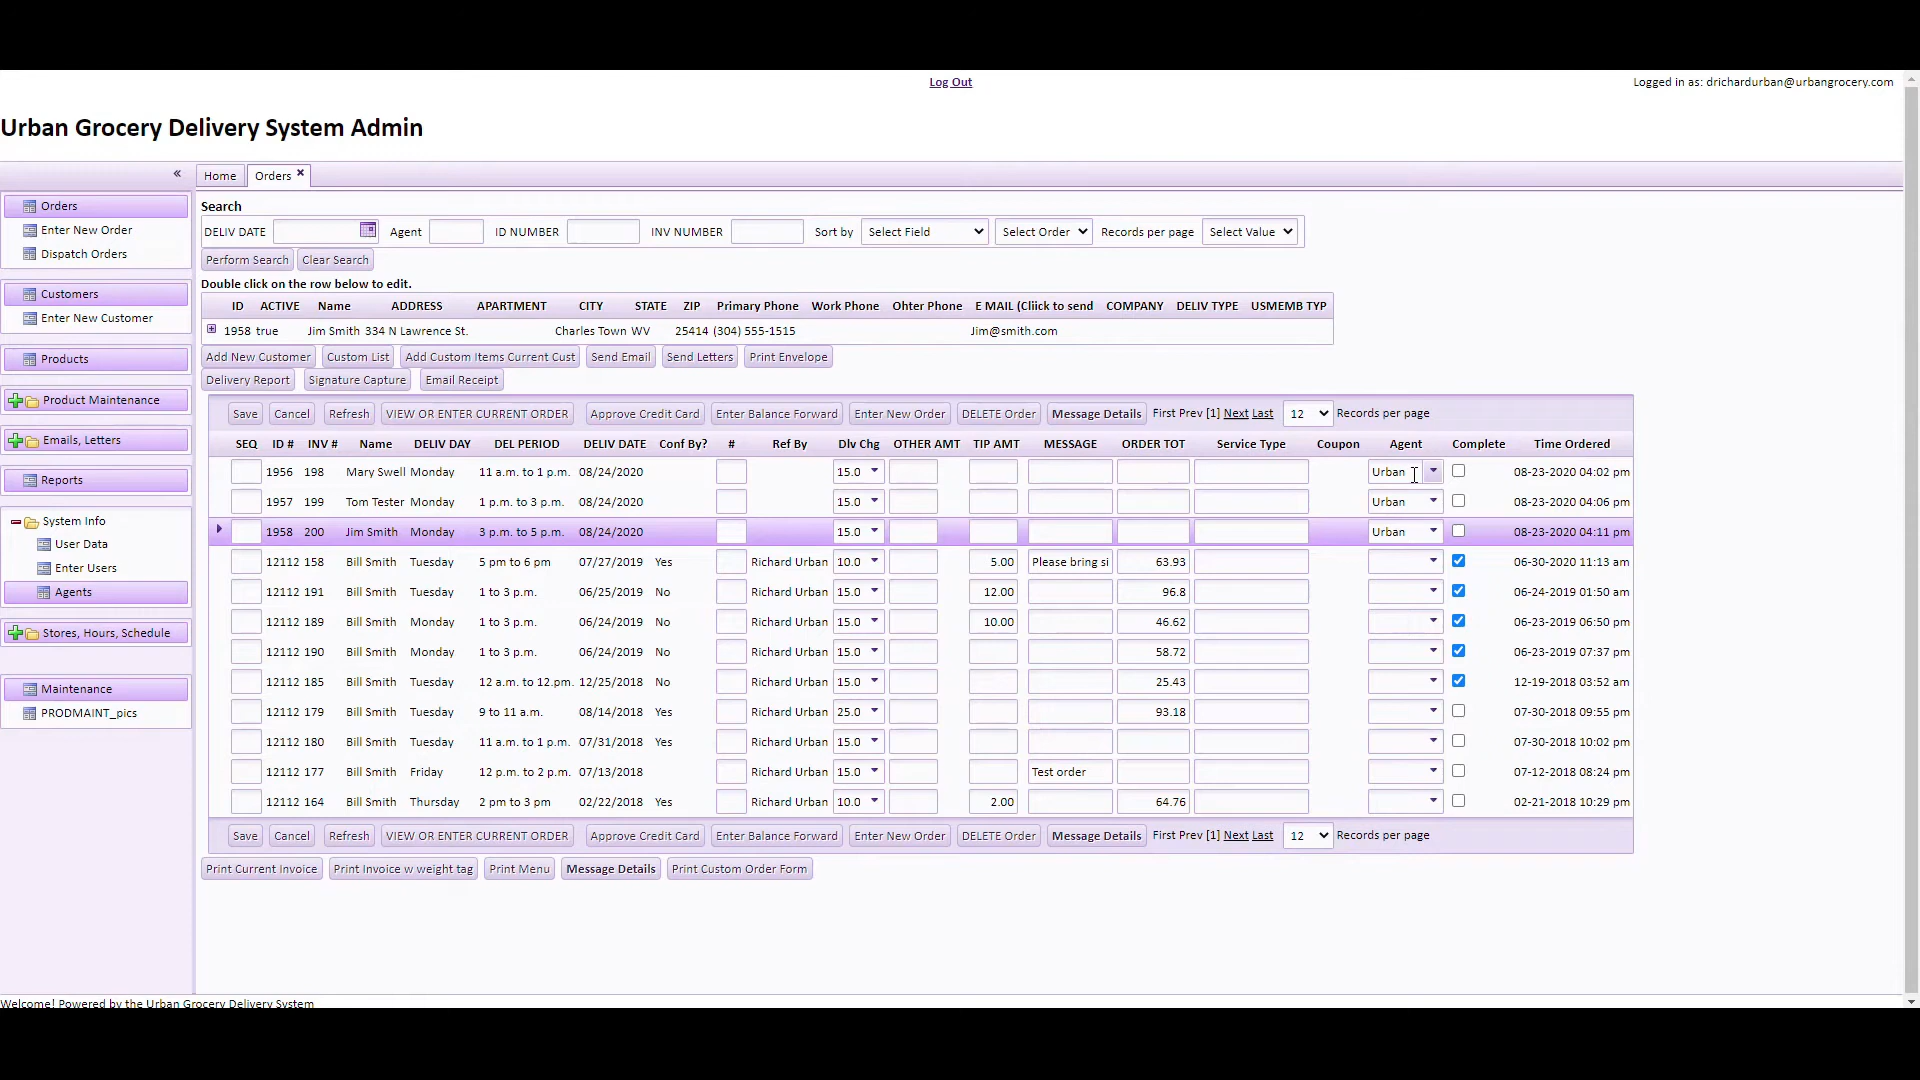 Log Out
Logged in as: drichardurban@urbangrocery.com
Urban Grocery Delivery System Admin
«
Home
Orders ×
Orders
Enter New Order
Dispatch Orders
Customers
Enter New Customer
Products
Product Maintenance
Emails, Letters
Reports
System Info
User Data
Enter Users
Agents
Stores, Hours, Schedule
Maintenance
PRODMAINT_pics
Search
DELIV DATE Agent ID NUMBER INV NUMBER Sort by Select Field Select Order Records per page Select Value
Perform Search Clear Search
Double click on the row below to edit.
ID ACTIVE Name ADDRESS APARTMENT CITY STATE ZIP Primary Phone Work Phone Ohter Phone E MAIL (Cliick to send COMPANY DELIV TYPE USMEMB TYP
1958 true Jim Smith 334 N Lawrence St. Charles Town WV 25414 (304) 555-1515 Jim@smith.com
Add New Customer Custom List Add Custom Items Current Cust Send Email Send Letters Print Envelope
Delivery Report Signature Capture Email Receipt
Save Cancel Refresh VIEW OR ENTER CURRENT ORDER Approve Credit Card Enter Balance Forward Enter New Order DELETE Order Message Details First Prev [1] Next Last 12 Records per page
SEQ ID # INV # Name DELIV DAY DEL PERIOD DELIV DATE Conf By? # Ref By Dlv Chg OTHER AMT TIP AMT MESSAGE ORDER TOT Service Type Coupon Agent Complete Time Ordered
1956 198 Mary Swell Monday 11 a.m. to 1 p.m. 08/24/2020 15.0 Urban 08-23-2020 04:02 pm
1957 199 Tom Tester Monday 1 p.m. to 3 p.m. 08/24/2020 15.0 Urban 08-23-2020 04:06 pm
1958 200 Jim Smith Monday 3 p.m. to 5 p.m. 08/24/2020 15.0 Urban 08-23-2020 04:11 pm
12112 158 Bill Smith Tuesday 5 pm to 6 pm 07/27/2019 Yes Richard Urban 10.0 5.00 Please bring si 63.93 06-30-2020 11:13 am
12112 191 Bill Smith Tuesday 1 to 3 p.m. 06/25/2019 No Richard Urban 15.0 12.00 96.8 06-24-2019 01:50 am
12112 189 Bill Smith Monday 1 to 3 p.m. 06/24/2019 No Richard Urban 15.0 10.00 46.62 06-23-2019 06:50 pm
12112 190 Bill Smith Monday 1 to 3 p.m. 06/24/2019 No Richard Urban 15.0 58.72 06-23-2019 07:37 pm
12112 185 Bill Smith Tuesday 12 a.m. to 12.pm. 12/25/2018 No Richard Urban 15.0 25.43 12-19-2018 03:52 am
12112 179 Bill Smith Tuesday 9 to 11 a.m. 08/14/2018 Yes Richard Urban 25.0 93.18 07-30-2018 09:55 pm
12112 180 Bill Smith Tuesday 11 a.m. to 1 p.m. 07/31/2018 Yes Richard Urban 15.0 07-30-2018 10:02 pm
12112 177 Bill Smith Friday 12 p.m. to 2 p.m. 07/13/2018 Richard Urban 15.0 Test order 07-12-2018 08:24 pm
12112 164 Bill Smith Thursday 2 pm to 3 pm 02/22/2018 Yes Richard Urban 10.0 2.00 64.76 02-21-2018 10:29 pm
Save Cancel Refresh VIEW OR ENTER CURRENT ORDER Approve Credit Card Enter Balance Forward Enter New Order DELETE Order Message Details First Prev [1] Next Last 12 Records per page
Print Current Invoice Print Invoice w weight tag Print Menu Message Details Print Custom Order Form
Welcome! Powered by the Urban Grocery Delivery System